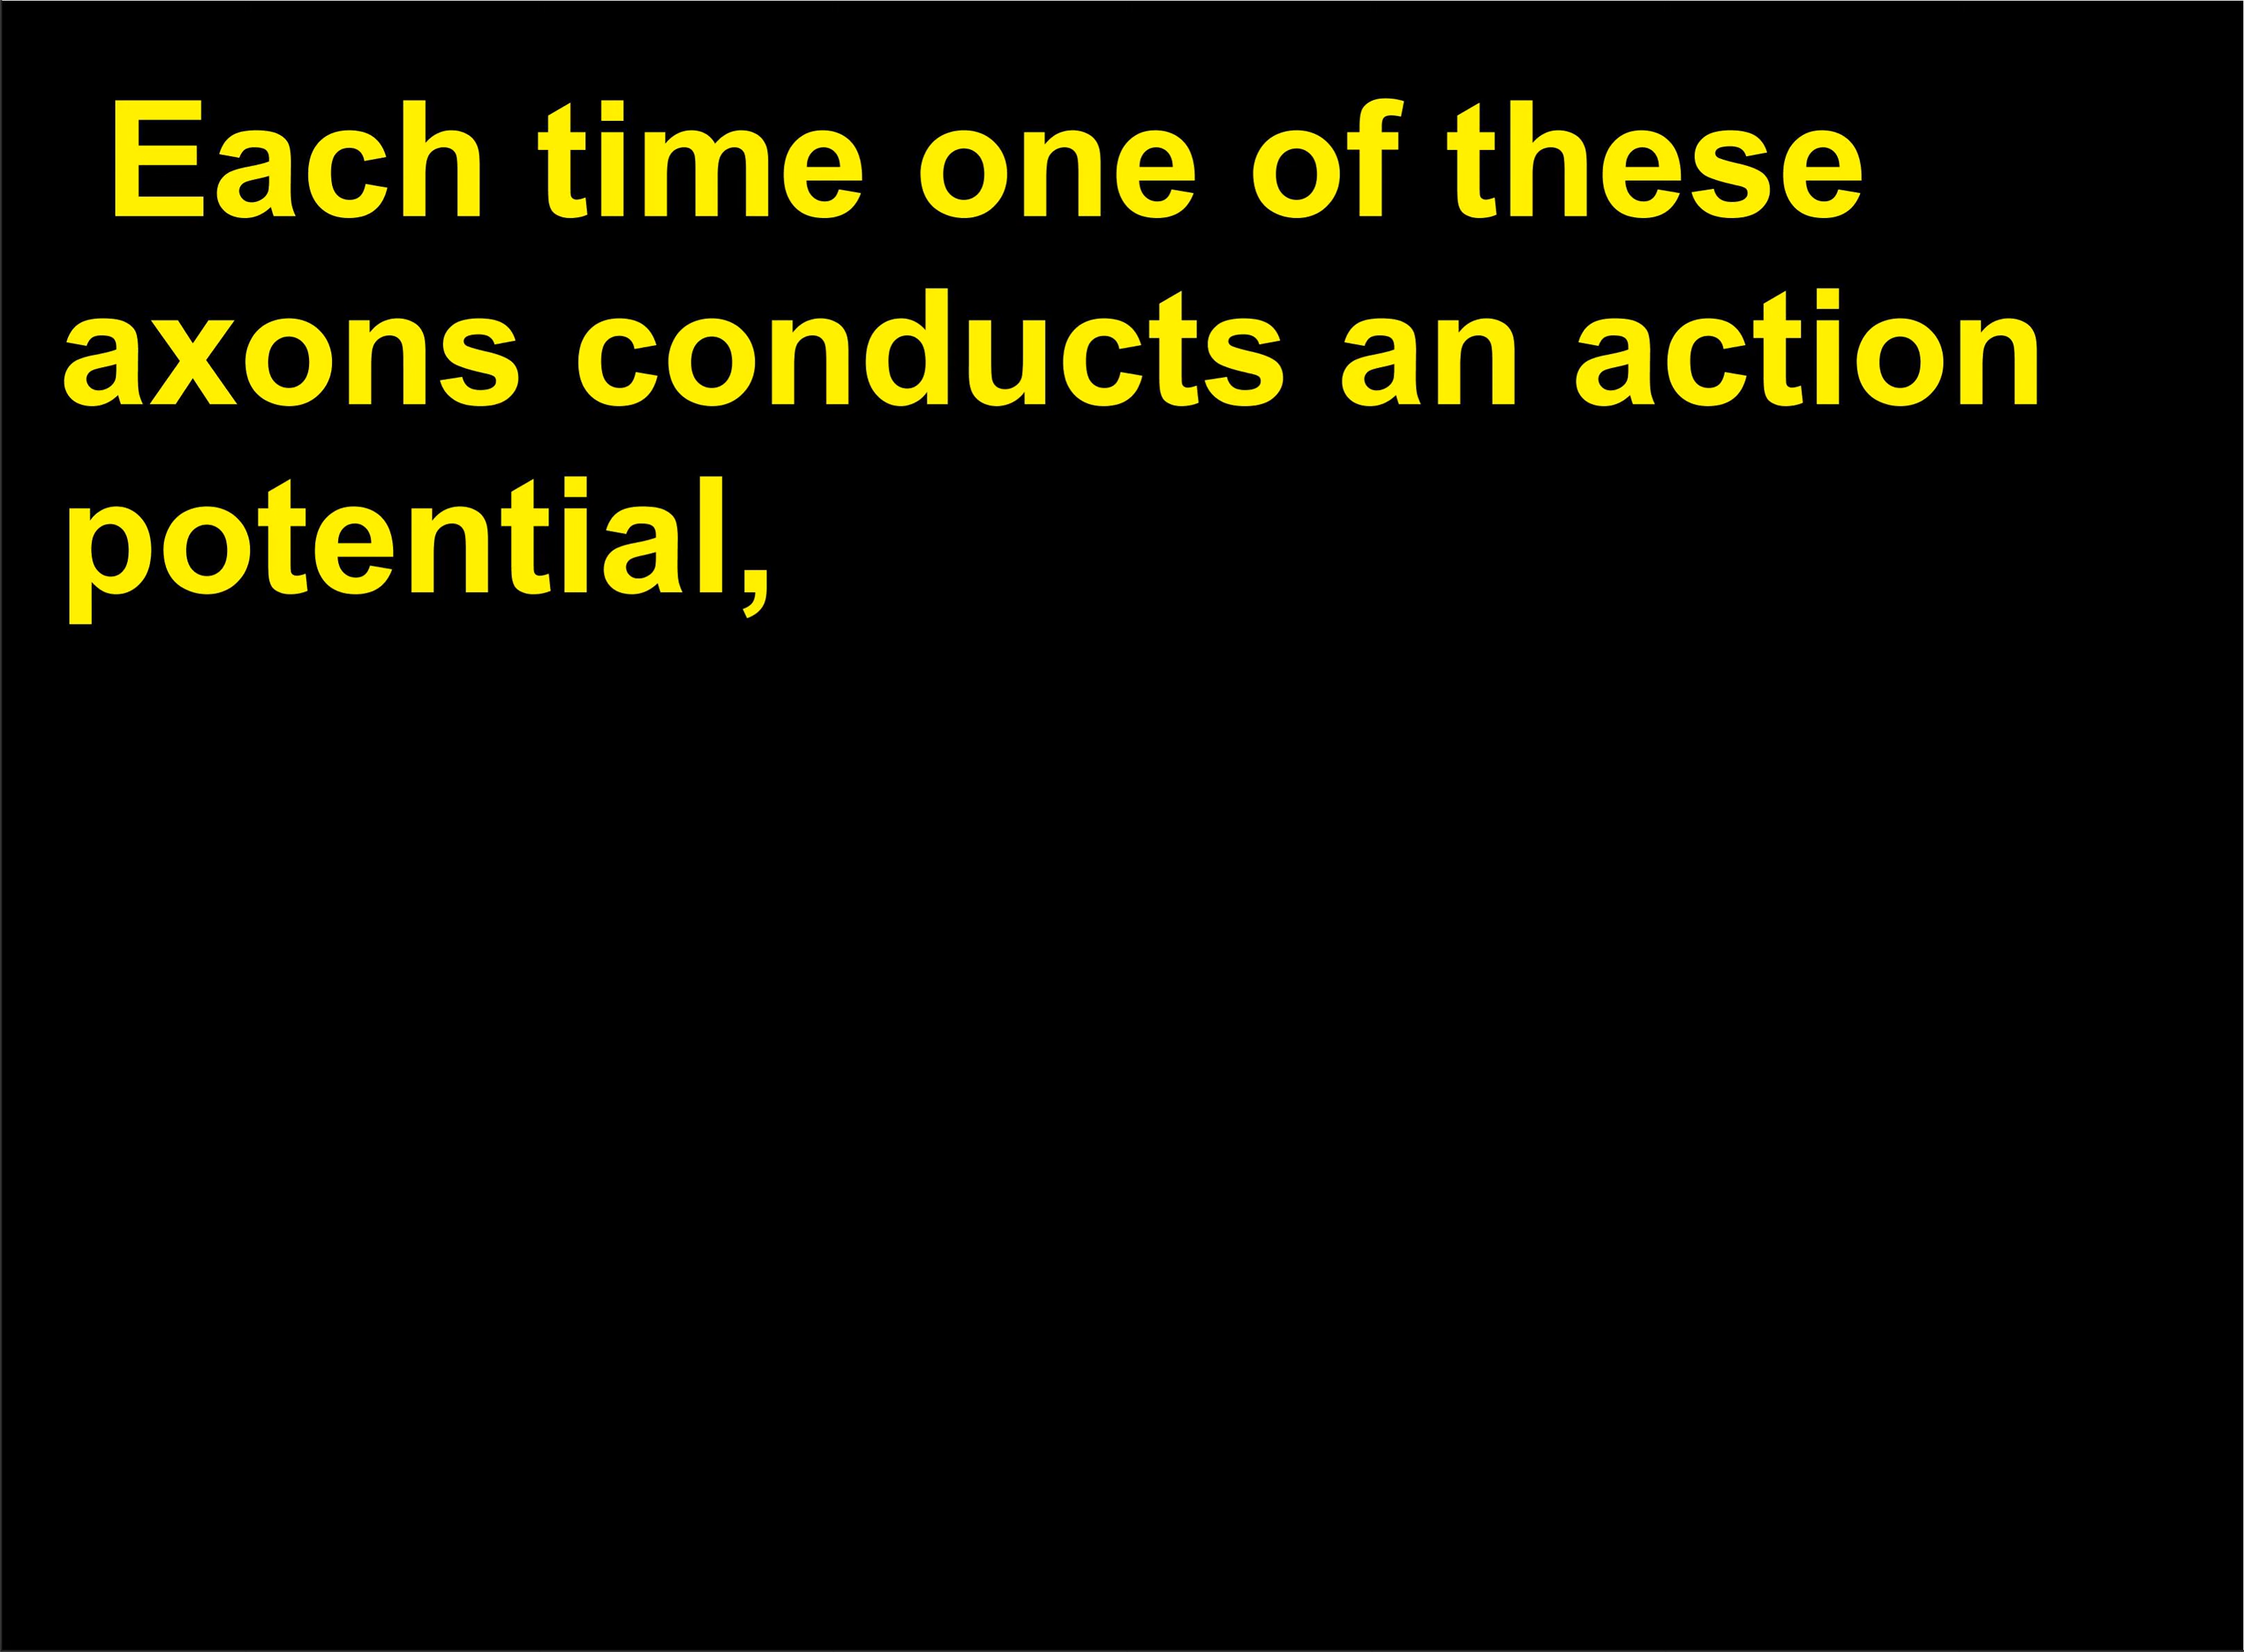 Each time one of these
axons conducts an action
potential,